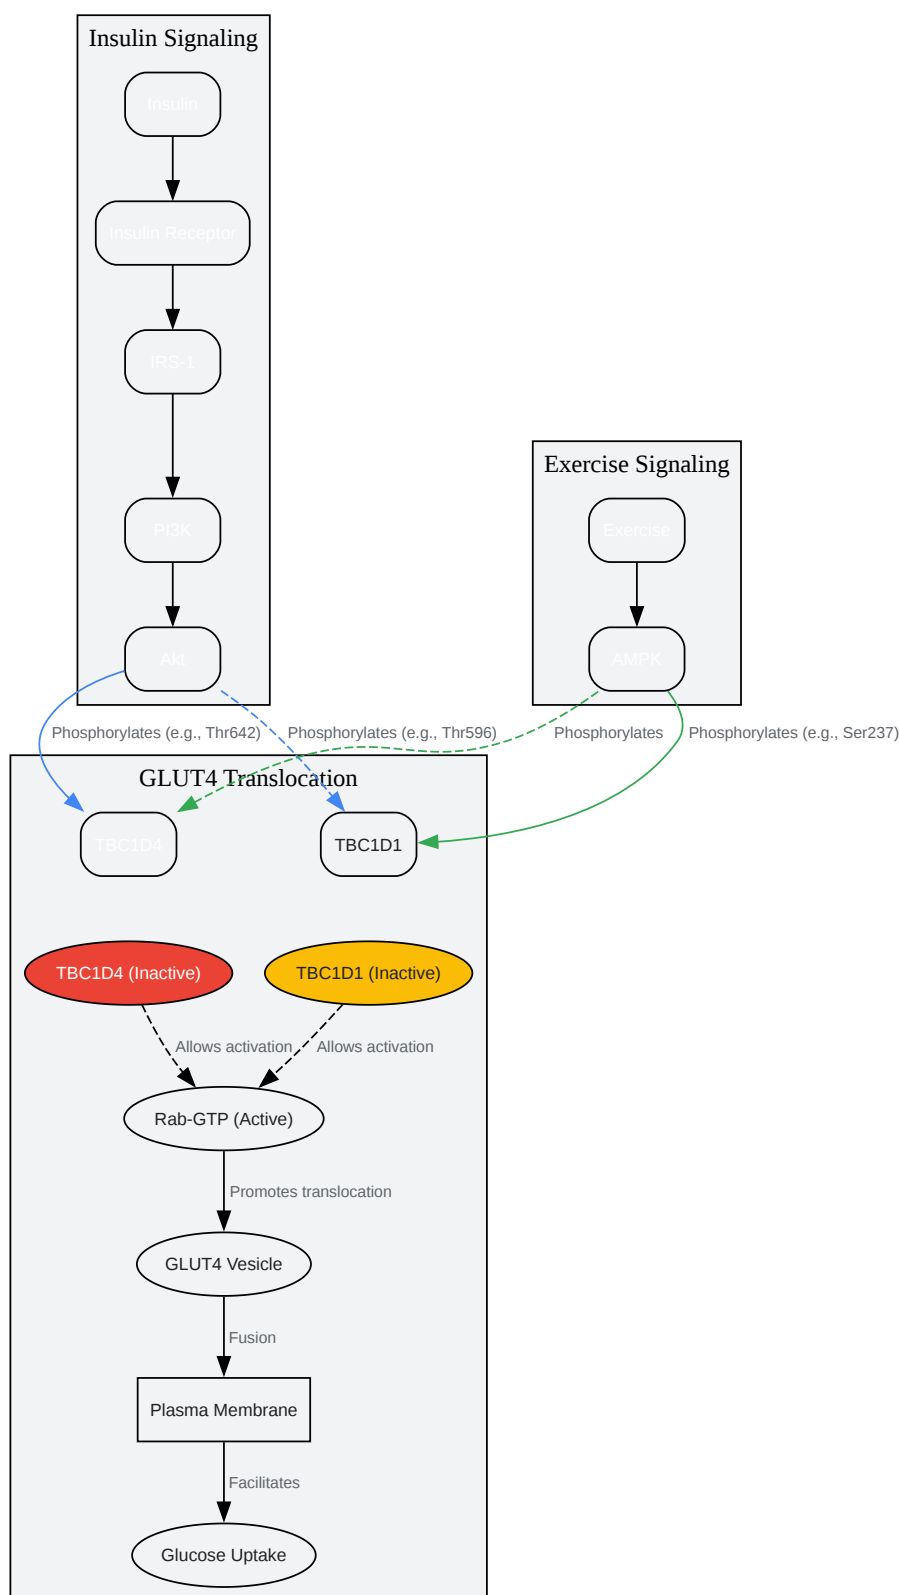 Insulin Signaling
Insulin
Insulin Receptor
IRS-1
PI3K
Akt
Exercise Signaling
Exercise
AMPK
Phosphorylates (e.g., Thr642)
Phosphorylates (e.g., Thr596)
Phosphorylates
Phosphorylates (e.g., Ser237)
GLUT4 Translocation
TBC1D4
TBC1D1
TBC1D4 (Inactive)
TBC1D1 (Inactive)
Allows activation
Allows activation
Rab-GTP (Active)
Promotes translocation
GLUT4 Vesicle
Fusion
Plasma Membrane
Facilitates
Glucose Uptake